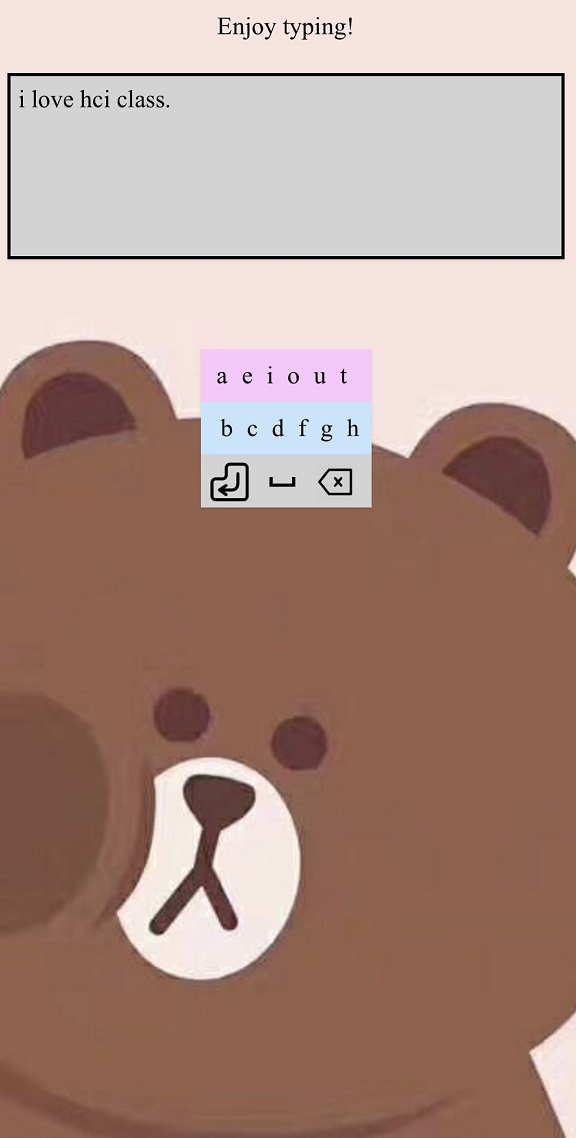 Enjoy typing!
i love hci class.
a e i o u t
b c d f g h